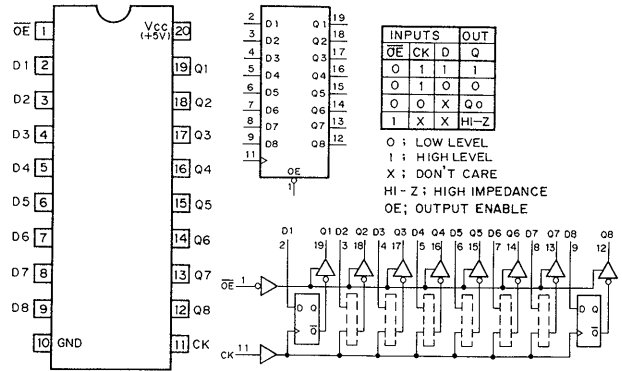 O̅E̅ 1 VCC (+5V) 20
D1 2 19 Q1
D2 3 18 Q2
D3 4 17 Q3
D4 5 16 Q4
D5 6 15 Q5
D6 7 14 Q6
D7 8 13 Q7
D8 9 12 Q8
10 GND 11 CK
2 D1 Q1 19
3 D2 Q2 18
4 D3 Q3 17
5 D4 Q4 16
6 D5 Q5 15
7 D6 Q6 14
8 D7 Q7 13
9 D8 Q8 12
11
OE
1
INPUTS OUT
O̅E̅ CK D Q
0 1 1 1
0 1 0 0
0 0 X Qo
1 X X HI-Z
0 ; LOW LEVEL
1 ; HIGH LEVEL
X ; DON'T CARE
HI-Z ; HIGH IMPEDANCE
OE; OUTPUT ENABLE
D1 Q1 D2 Q2 D3 Q3 D4 Q4 D5 Q5 D6 Q6 D7 Q7 D8 Q8
2 19 3 18 4 17 5 16 6 15 7 14 8 13 9 12
O̅E̅ 1
D Q
Q̅
D Q
Q̅
CK 11